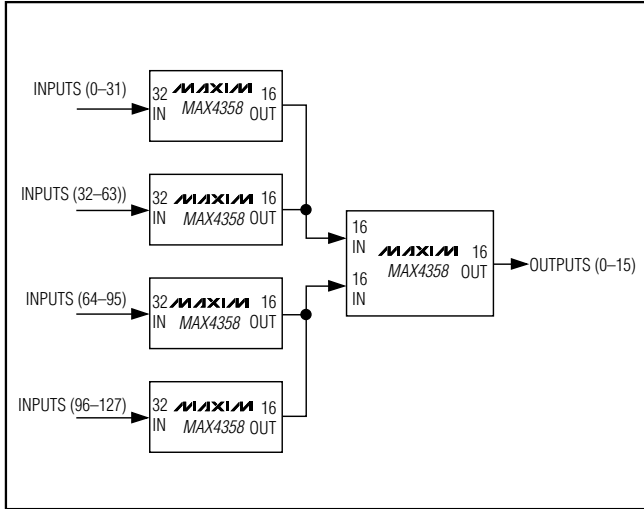 INPUTS (0–31)
32 MAXIM 16
IN MAX4358 OUT
INPUTS (32–63))
32 MAXIM 16
IN MAX4358 OUT
16
IN MAXIM 16
MAX4358 OUT
16
IN
OUTPUTS (0–15)
INPUTS (64–95)
32 MAXIM 16
IN MAX4358 OUT
INPUTS (96–127)
32 MAXIM 16
IN MAX4358 OUT